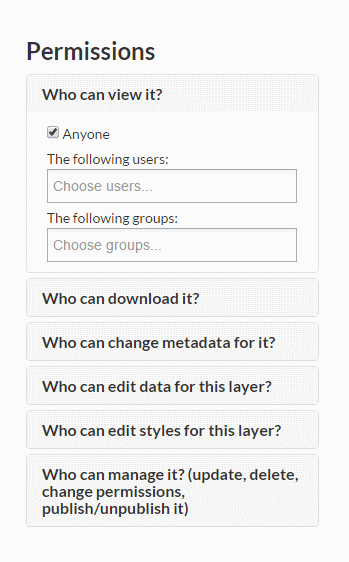 Permissions
Who can view it?
Anyone
The following users:
Choose users...
The following groups:
Choose groups...
Who can download it?
Who can change metadata for it?
Who can edit data for this layer?
Who can edit styles for this layer?
Who can manage it? (update, delete,
change permissions,
publish/unpublish it)